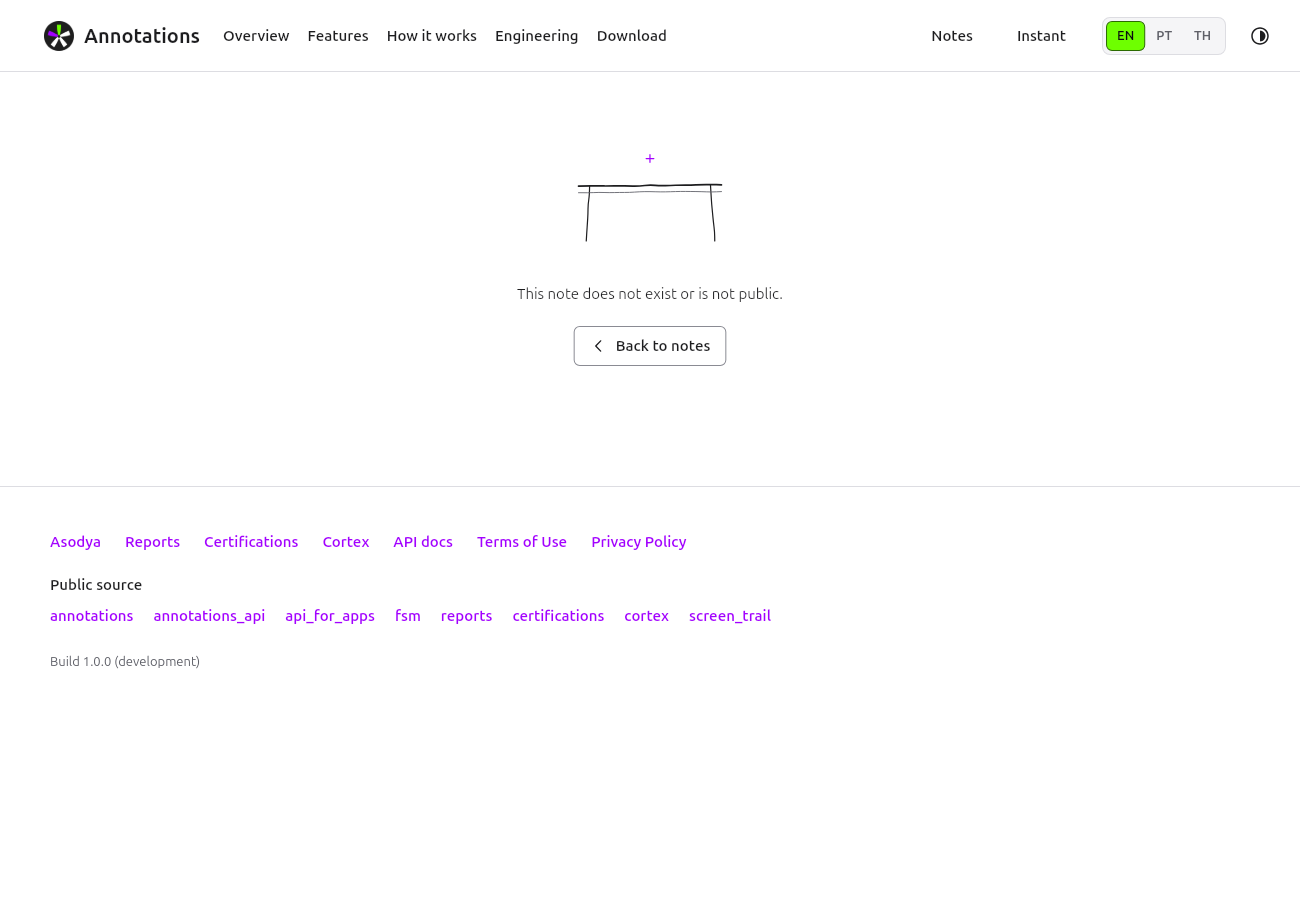 Annotations Overview Features How it works Engineering Download Notes Instant EN PT TH
+
This note does not exist or is not public.
Back to notes
Asodya Reports Certifications Cortex API docs Terms of Use Privacy Policy
Public source
annotations annotations_api api_for_apps fsm reports certifications cortex screen_trail
Build 1.0.0 (development)